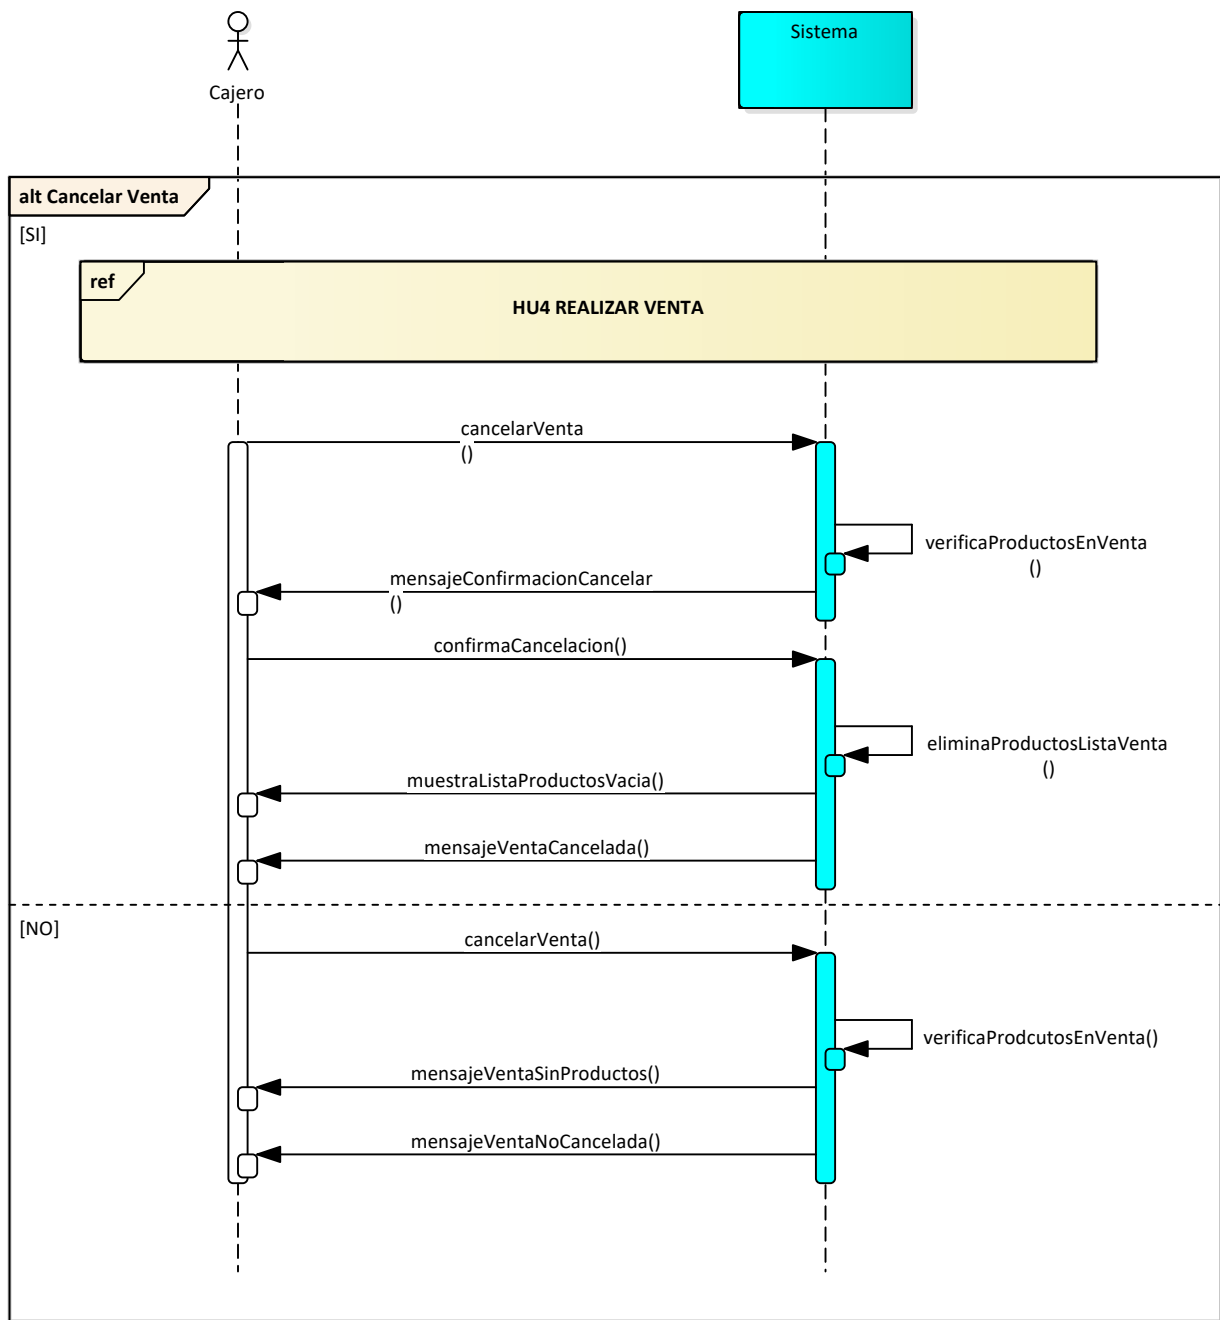 Sistema
Cajero
alt Cancelar Venta
[SI]
ref
HU4 REALIZAR VENTA
cancelarVenta
()
verificaProductosEnVenta
()
mensajeConfirmacionCancelar
()
confirmaCancelacion()
eliminaProductosListaVenta
()
muestraListaProductosVacia()
mensajeVentaCancelada()
[NO]
cancelarVenta()
verificaProdcutosEnVenta()
mensajeVentaSinProductos()
mensajeVentaNoCancelada()